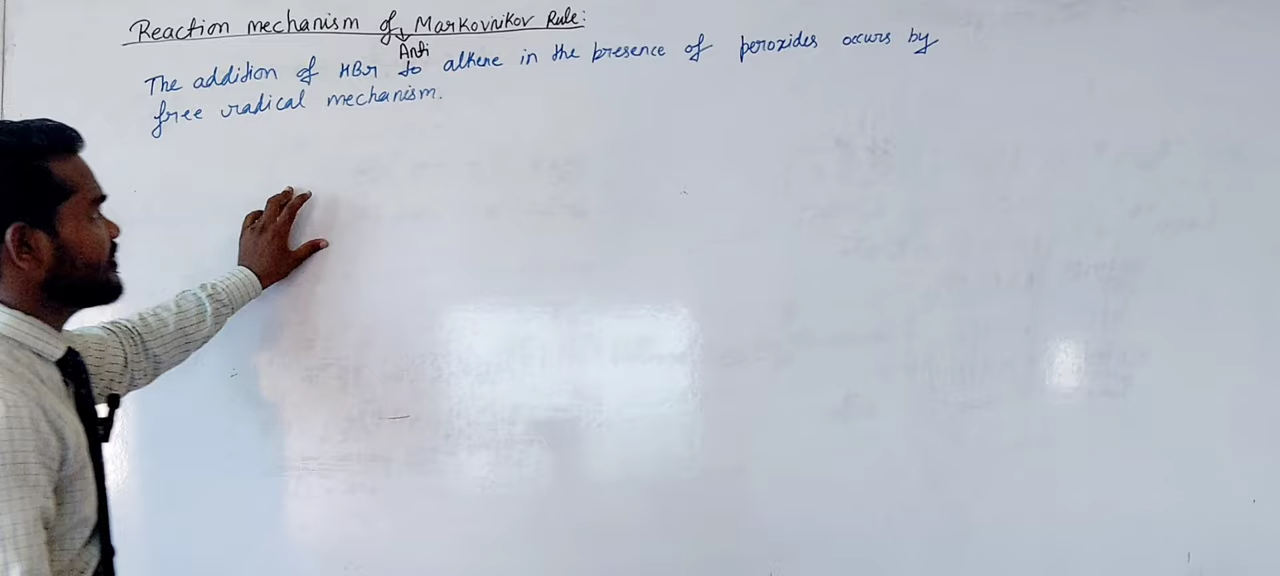 Reaction mechanism of Markovnikov Rule:
Anti
The addition of HBr to alkene in the presence of peroxides occurs by
free radical mechanism.